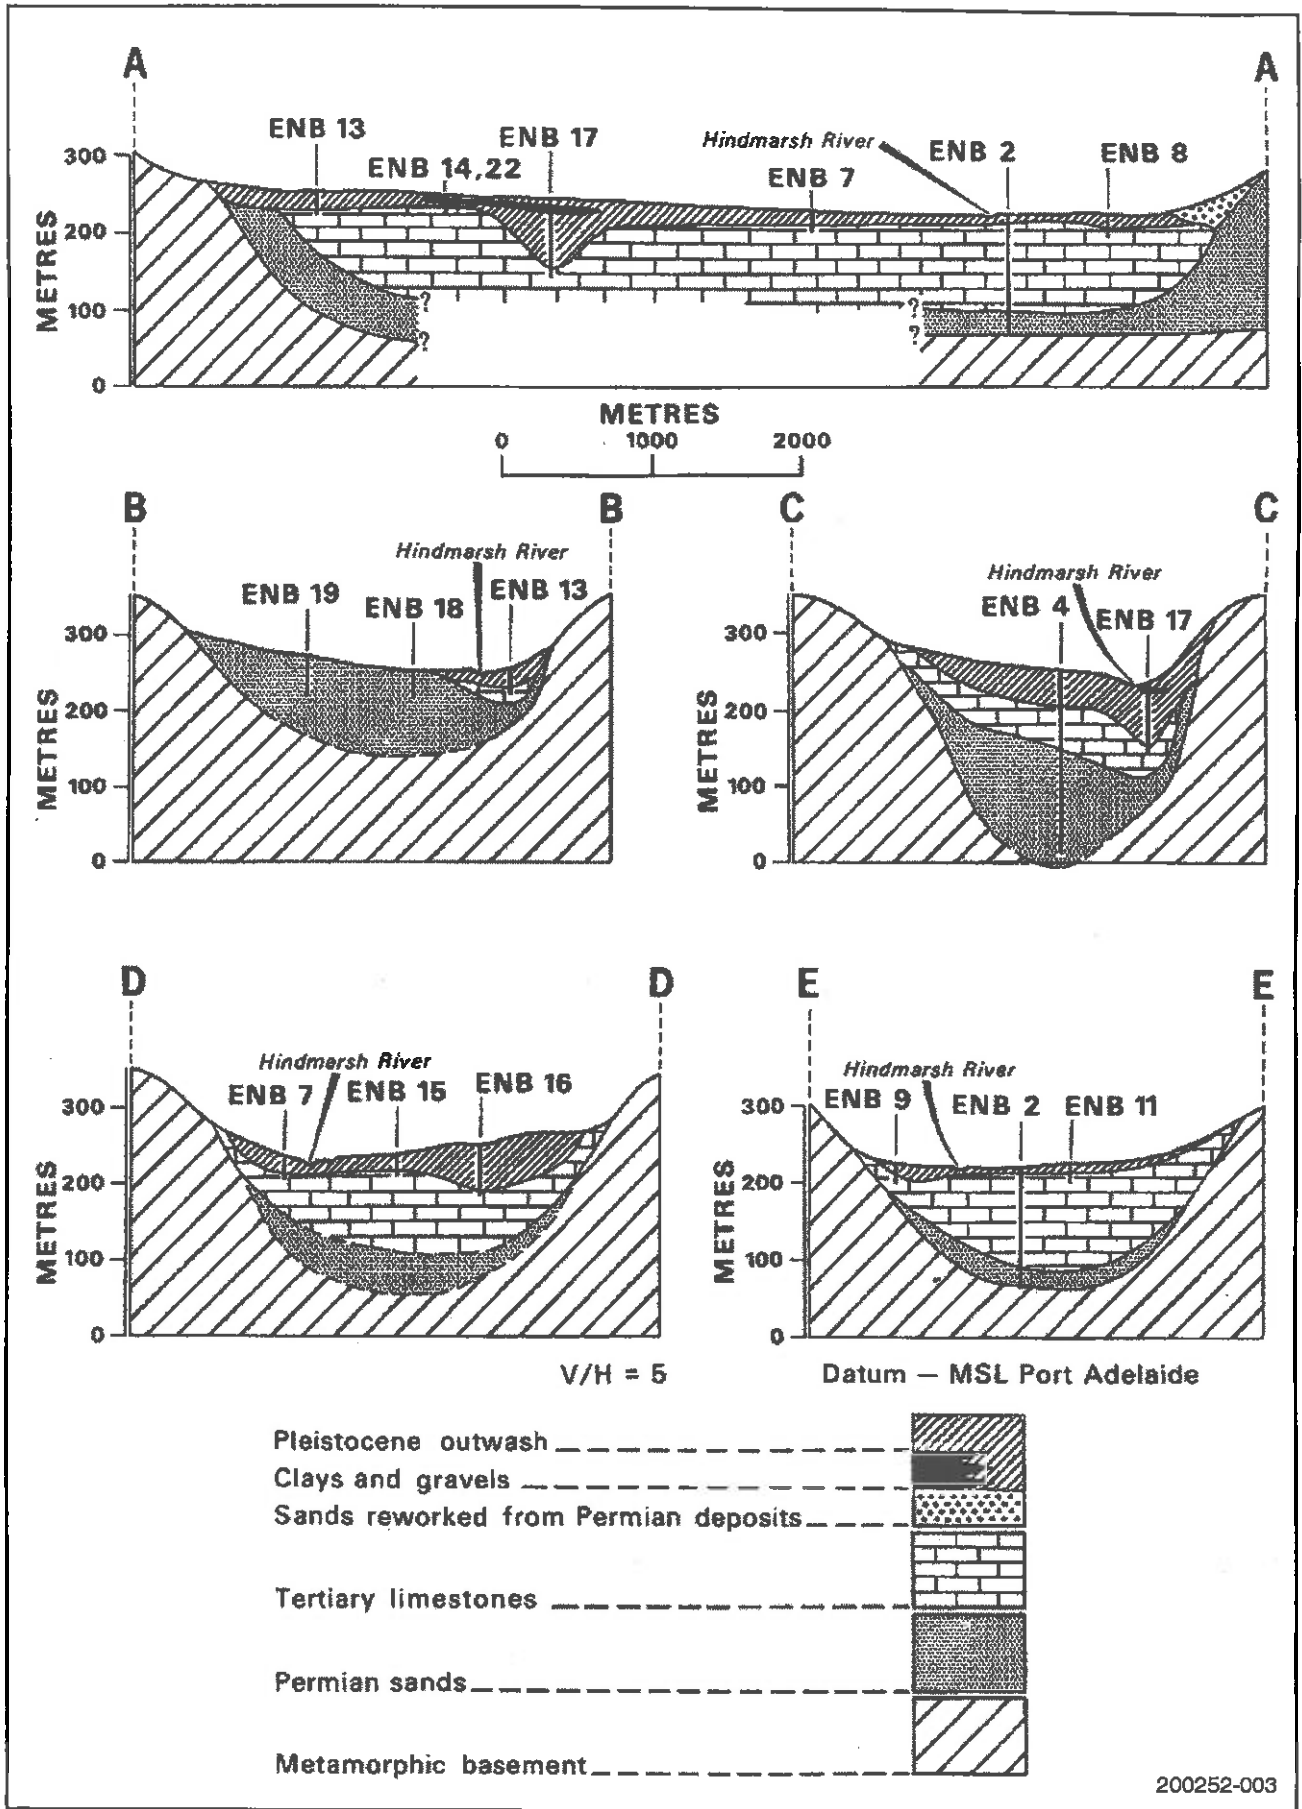 A A
ENB 13
ENB 14,22
ENB 17
Hindmarsh River
ENB 7
ENB 2
ENB 8
METRES
300
200
100
0
?
?
?
?
METRES
0 1000 2000
B B
Hindmarsh River
ENB 19
ENB 18
ENB 13
METRES
300
200
100
0
C C
Hindmarsh River
ENB 4
ENB 17
METRES
300
200
100
0
D D
Hindmarsh River
ENB 7
ENB 15
ENB 16
METRES
300
200
100
0
E E
Hindmarsh River
ENB 9
ENB 2
ENB 11
METRES
300
200
100
0
V/H = 5
Datum — MSL Port Adelaide
Pleistocene outwash
Clays and gravels
Sands reworked from Permian deposits
Tertiary limestones
Permian sands
Metamorphic basement
200252-003